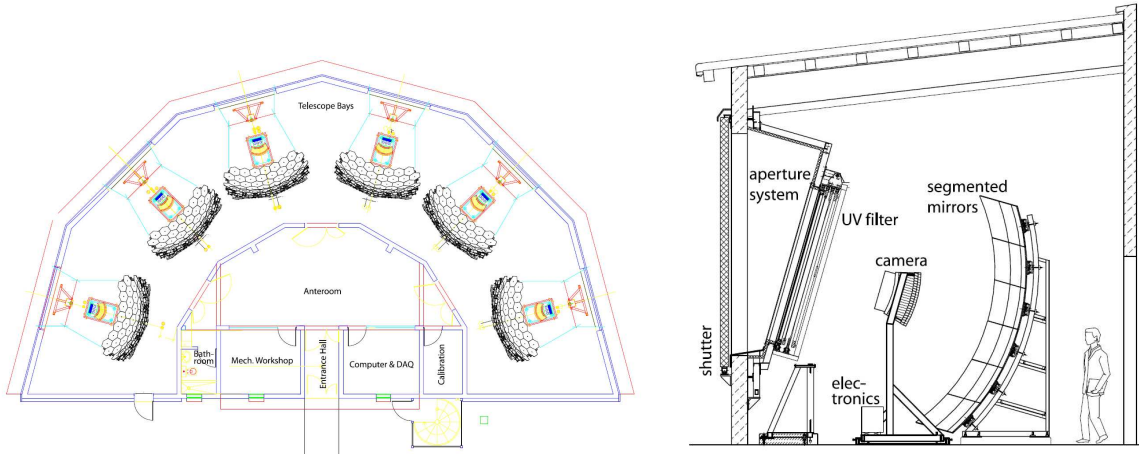 Telescope Bays
Anteroom
Bath-
room
Mech. Workshop
Entrance Hall
Computer & DAQ
Calibration
aperture
system
segmented
mirrors
UV filter
camera
shutter
elec-
tronics